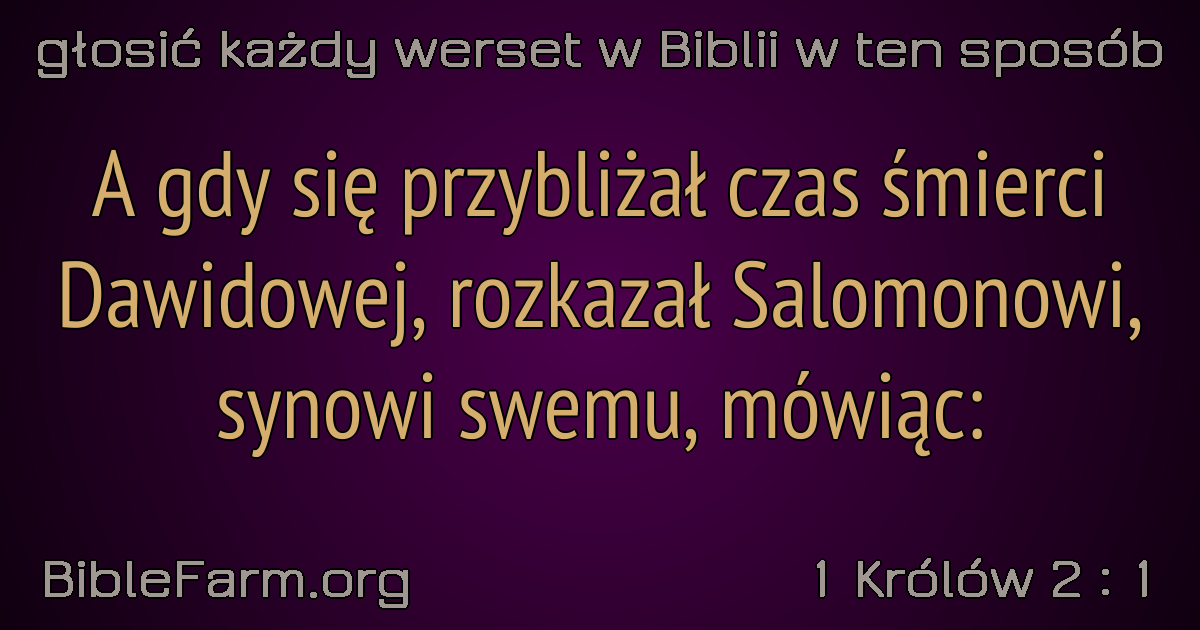 głosić każdy werset w Biblii w ten sposób
A gdy się przybliżał czas śmierci
Dawidowej, rozkazał Salomonowi,
synowi swemu, mówiąc:
BibleFarm.org
1 Królów 2 : 1